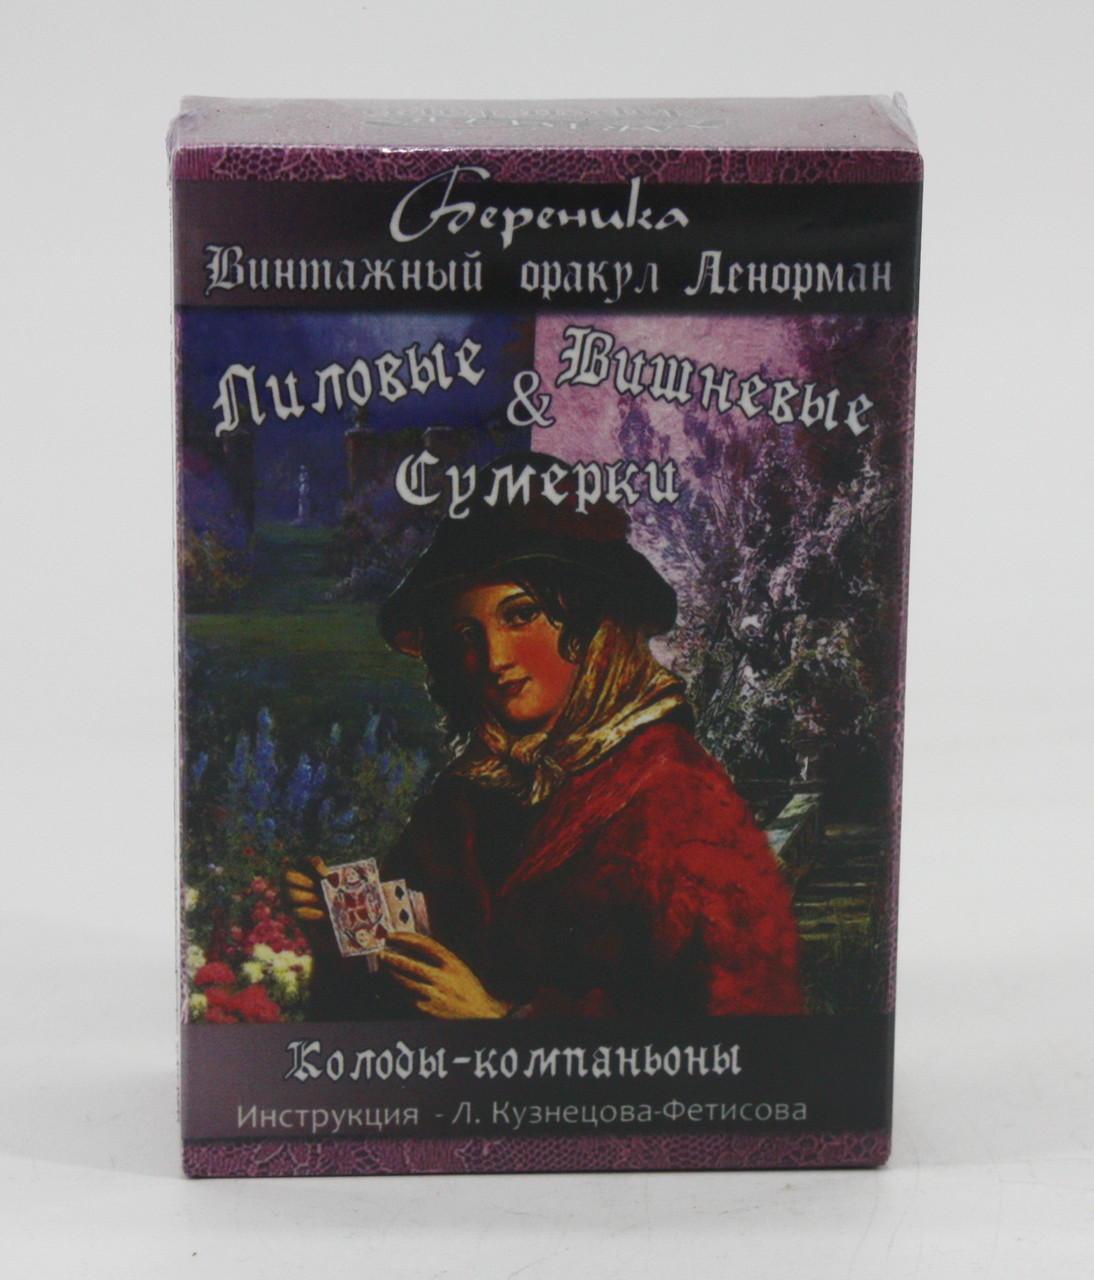 Береника
Винтажный оракул Ленорман
Лиловые & Вишневые
Сумерки
Колоды-компаньоны
Инструкция - Л. Кузнецова-Фетисова